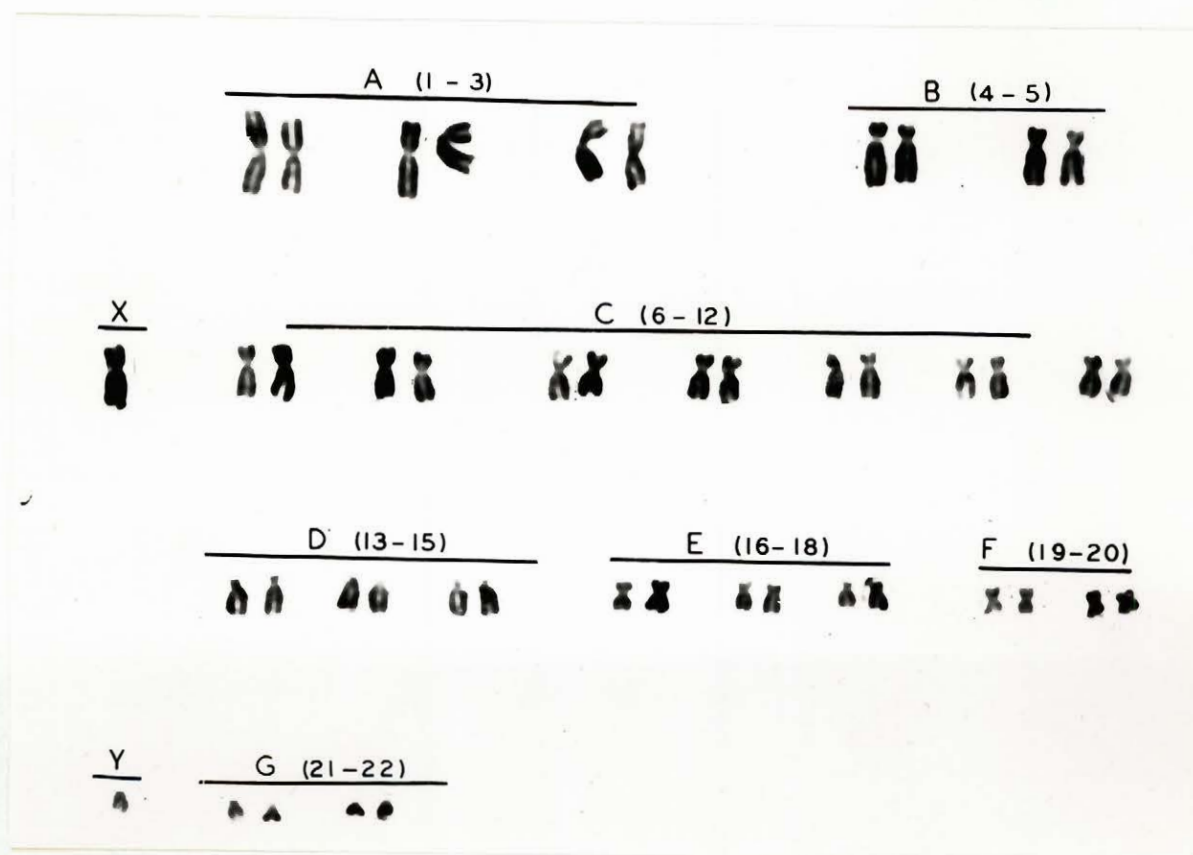 A (1-3)
B (4-5)
X
C (6-12)
D (13-15)
E (16-18)
F (19-20)
Y
G (21-22)